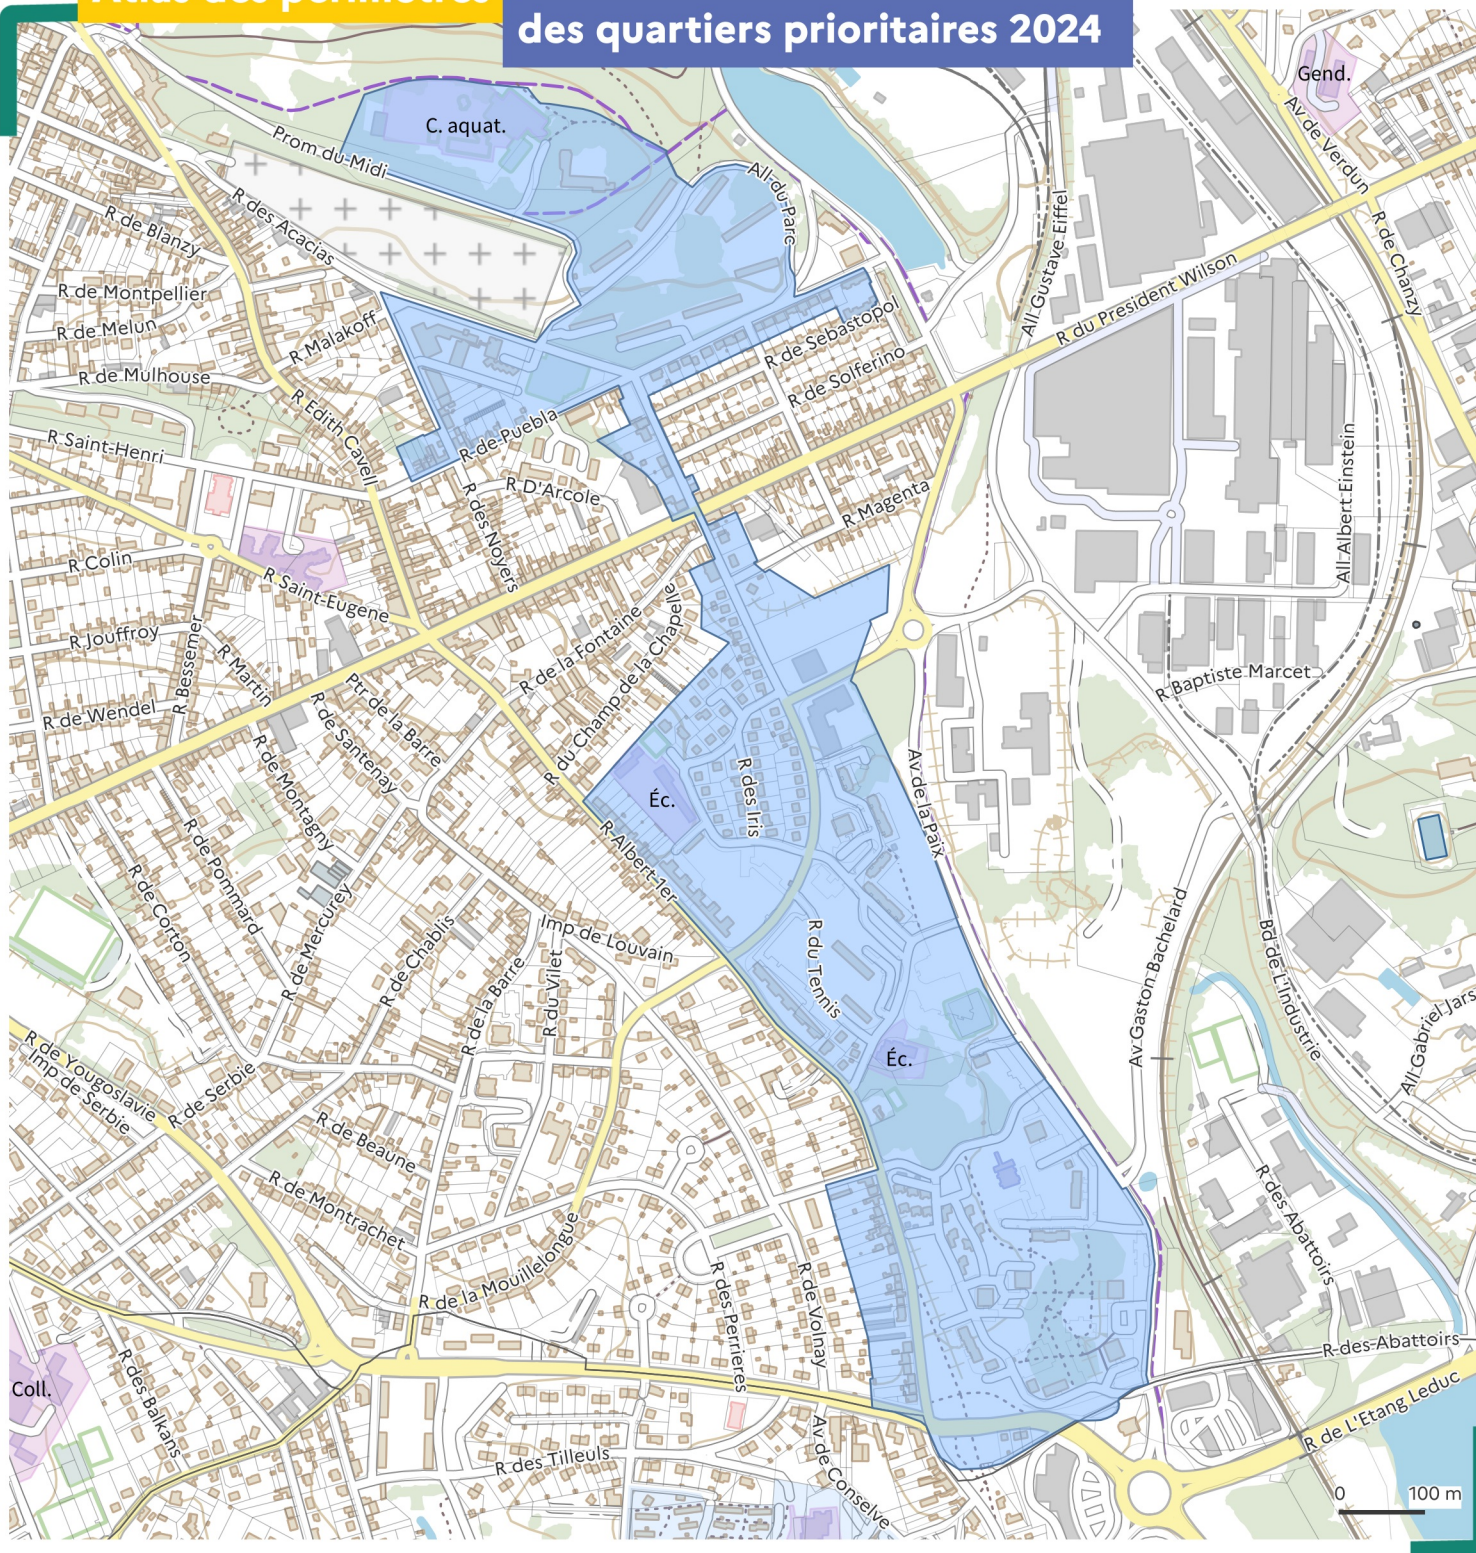 Atlas des périmètres
des quartiers prioritaires 2024
Gend.
C. aquat.
Av de Verdun
Prom du Midi
All du Parc
R des Acacias
R de Blanzy
All Gustave Eiffel
R du President Wilson
R de Chanzy
R de Montpellier
R de Melun
R Malakoff
R de Sebastopol
R de Solferino
R de Mulhouse
R Edith Cavell
R de Puebla
R Saint-Henri
R D'Arcole
R Magenta
R des Noyers
All Albert Einstein
R Colin
R Saint-Eugene
R Jouffroy
R Bessemer
R Martin
R de la Fontaine
R du Champ de la Chapelle
R Baptiste Marcet
R de Wendel
Ptr de la Barre
R de Santenay
R de Montagny
R des Iris
Av de la Paix
Éc.
R Albert 1er
R de Pommard
R de Corton
R de Mercurey
R de Chablis
Imp de Louvain
R du Tennis
R de la Barre
R du Villet
Av Gaston Bachelard
Bd de L'Industrie
All Gabriel Jars
Éc.
R de Yougoslavie
Imp de Serbie
R de Serbie
R de Beaune
R de Montrachet
R de la Mouillelongue
R des Perrieres
R de Volnay
R des Abattoirs
R des Abattoirs
Coll.
R des Balkans
R des Tilleuls
Av de Conselve
R de L'Etang Leduc
0 100 m